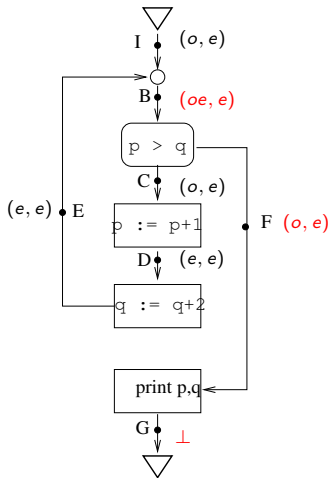 I (o, e)
B (oe, e)
p > q
C (o, e)
(e, e) E
p := p+1
F (o, e)
D (e, e)
q := q+2
print p,q
G ⊥